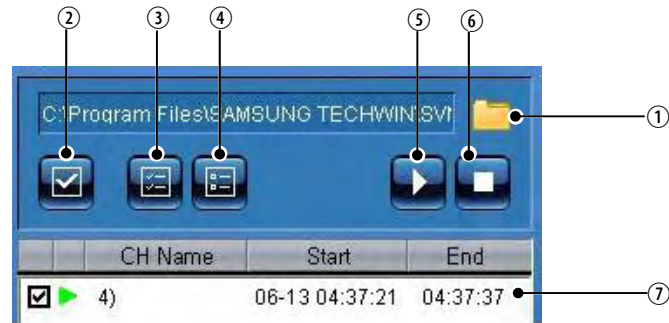 ② ③ ④ ⑤ ⑥
C:\Program Files\SAMSUNG TECHWIN\SVM
①
CH Name Start End
4) 06-13 04:37:21 04:37:37 ⑦